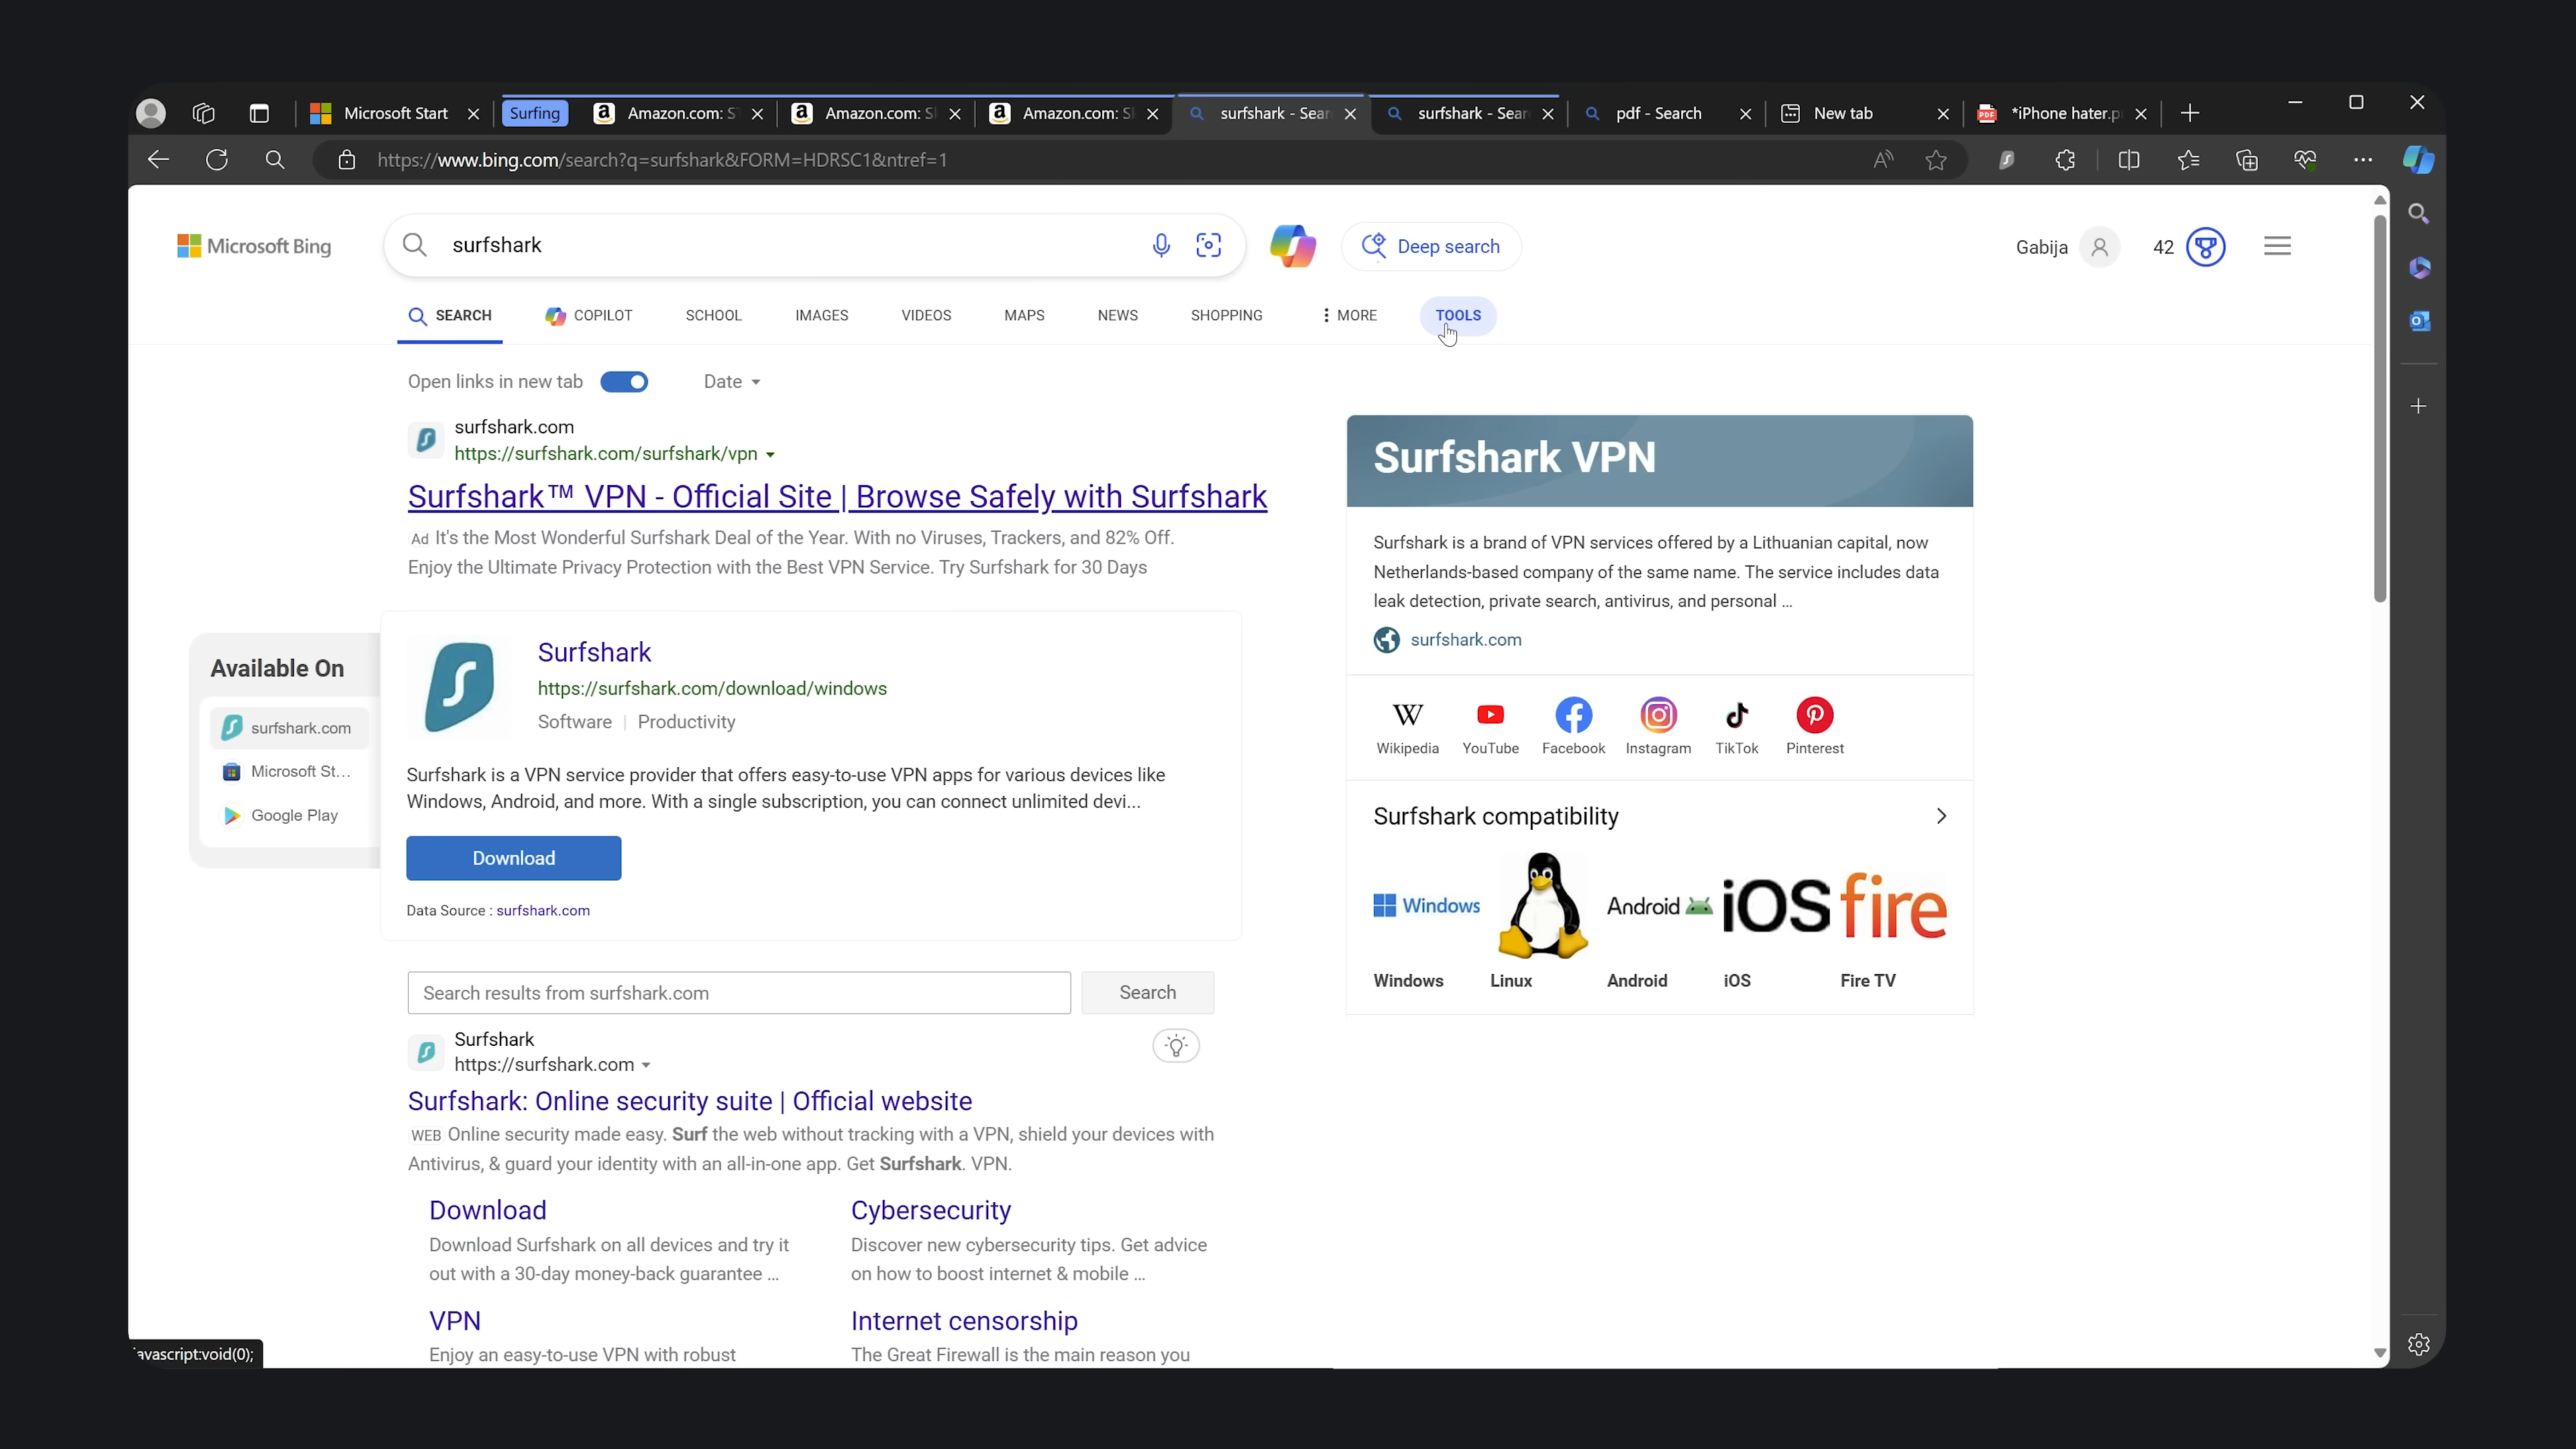 Microsoft Start
Surfing
Amazon.com: S
Amazon.com: S
Amazon.com: S
surfshark - Sear
surfshark - Sear
pdf - Search
New tab
*iPhone hater.p
https://www.bing.com/search?q=surfshark&FORM=HDRSC1&ntref=1
Microsoft Bing
surfshark
Deep search
Gabija
42
SEARCH
COPILOT
SCHOOL
IMAGES
VIDEOS
MAPS
NEWS
SHOPPING
MORE
TOOLS
Open links in new tab
Date
surfshark.com
https://surfshark.com/surfshark/vpn
Surfshark™ VPN - Official Site | Browse Safely with Surfshark
Ad It's the Most Wonderful Surfshark Deal of the Year. With no Viruses, Trackers, and 82% Off.
Enjoy the Ultimate Privacy Protection with the Best VPN Service. Try Surfshark for 30 Days
Available On
surfshark.com
Microsoft St...
Google Play
Surfshark
https://surfshark.com/download/windows
Software | Productivity
Surfshark is a VPN service provider that offers easy-to-use VPN apps for various devices like
Windows, Android, and more. With a single subscription, you can connect unlimited devi...
Download
Data Source : surfshark.com
Search results from surfshark.com
Search
Surfshark
https://surfshark.com
Surfshark: Online security suite | Official website
WEB Online security made easy. Surf the web without tracking with a VPN, shield your devices with
Antivirus, & guard your identity with an all-in-one app. Get Surfshark. VPN.
Download
Download Surfshark on all devices and try it
out with a 30-day money-back guarantee ...
Cybersecurity
Discover new cybersecurity tips. Get advice
on how to boost internet & mobile ...
VPN
Enjoy an easy-to-use VPN with robust
Internet censorship
The Great Firewall is the main reason you
Surfshark VPN
Surfshark is a brand of VPN services offered by a Lithuanian capital, now
Netherlands-based company of the same name. The service includes data
leak detection, private search, antivirus, and personal ...
surfshark.com
Wikipedia
YouTube
Facebook
Instagram
TikTok
Pinterest
Surfshark compatibility
Windows
Android
iOS
fire
Windows
Linux
Android
iOS
Fire TV
avascript:void(0);